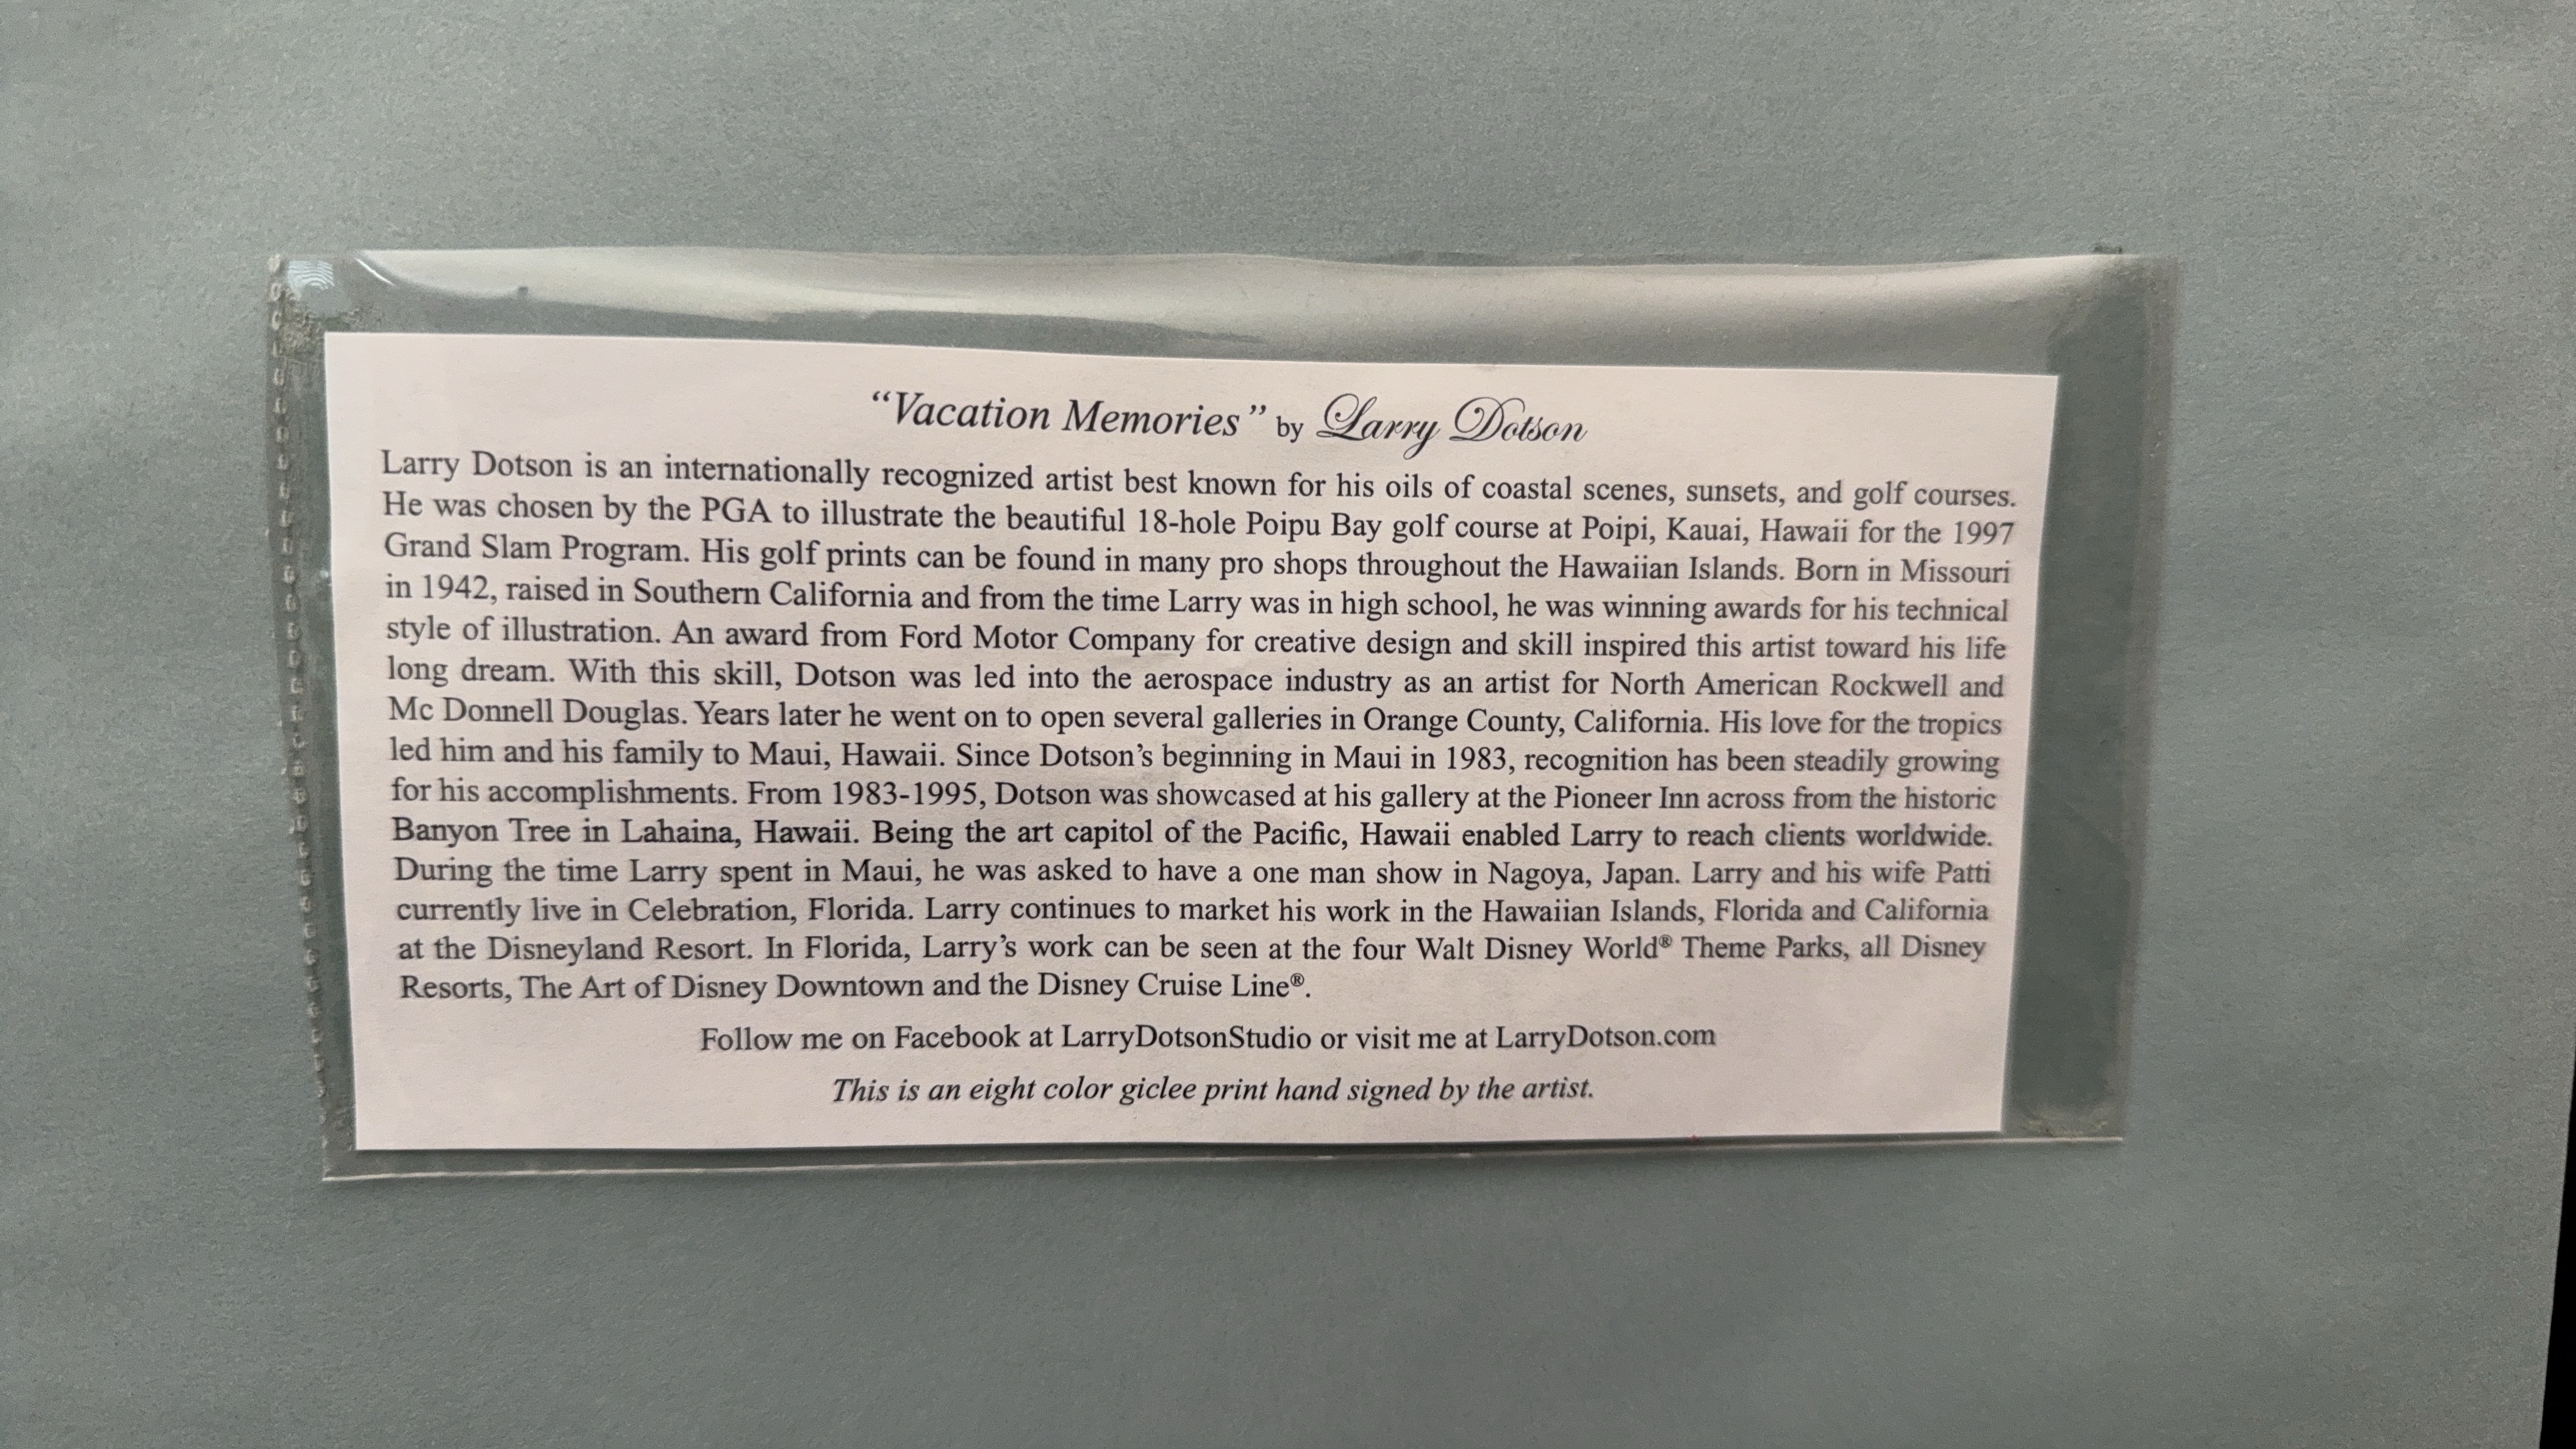 “Vacation Memories” by Larry Dotson
Larry Dotson is an internationally recognized artist best known for his oils of coastal scenes, sunsets, and golf courses.
He was chosen by the PGA to illustrate the beautiful 18-hole Poipu Bay golf course at Poipi, Kauai, Hawaii for the 1997
Grand Slam Program. His golf prints can be found in many pro shops throughout the Hawaiian Islands. Born in Missouri
in 1942, raised in Southern California and from the time Larry was in high school, he was winning awards for his technical
style of illustration. An award from Ford Motor Company for creative design and skill inspired this artist toward his life
long dream. With this skill, Dotson was led into the aerospace industry as an artist for North American Rockwell and
Mc Donnell Douglas. Years later he went on to open several galleries in Orange County, California. His love for the tropics
led him and his family to Maui, Hawaii. Since Dotson’s beginning in Maui in 1983, recognition has been steadily growing
for his accomplishments. From 1983-1995, Dotson was showcased at his gallery at the Pioneer Inn across from the historic
Banyon Tree in Lahaina, Hawaii. Being the art capitol of the Pacific, Hawaii enabled Larry to reach clients worldwide.
During the time Larry spent in Maui, he was asked to have a one man show in Nagoya, Japan. Larry and his wife Patti
currently live in Celebration, Florida. Larry continues to market his work in the Hawaiian Islands, Florida and California
at the Disneyland Resort. In Florida, Larry’s work can be seen at the four Walt Disney World® Theme Parks, all Disney
Resorts, The Art of Disney Downtown and the Disney Cruise Line®.
Follow me on Facebook at LarryDotsonStudio or visit me at LarryDotson.com
This is an eight color giclee print hand signed by the artist.